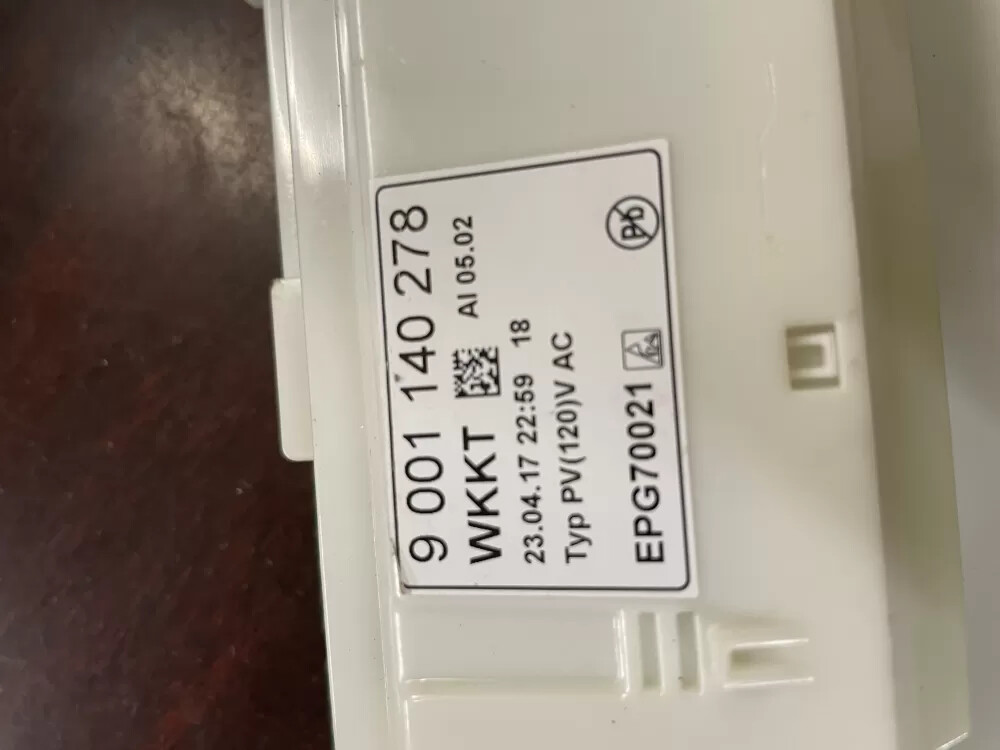 9 001 140 278
WKKT AI 05.02
23.04.17 22:59 18
Typ PV(120)V AC
EPG70021
Pb